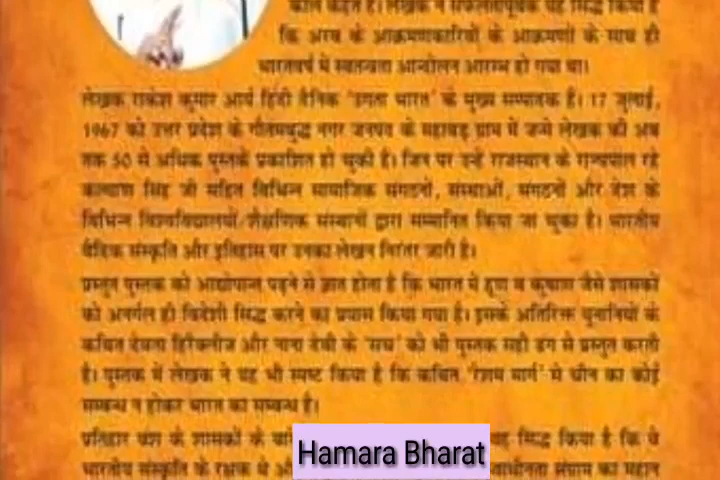 काल कहते हैं। लेखक ने सफलतापूर्वक यह सिद्ध किया है
कि अरब के आक्रमणकारियों के आक्रमणों के साथ ही
भारतवर्ष में स्वतन्त्रता आन्दोलन आरम्भ हो गया था।
लेखक राकेश कुमार आर्य हिंदी दैनिक 'उगता भारत' के मुख्य सम्पादक हैं। 17 जुलाई,
1967 को उत्तर प्रदेश के गौतमबुद्ध नगर जनपद के महावड़ ग्राम में जन्मे लेखक की अब
तक 50 से अधिक पुस्तकें प्रकाशित हो चुकी हैं। जिन पर उन्हें राजस्थान के राज्यपाल रहे
कल्याण सिंह जी सहित विभिन्न सामाजिक संगठनों, संस्थाओं, संगठनों और देश के
विभिन्न विश्वविद्यालयों/शैक्षणिक संस्थानों द्वारा सम्मानित किया जा चुका है। भारतीय
वैदिक संस्कृति और इतिहास पर उनका लेखन निरंतर जारी है।
प्रस्तुत पुस्तक को आद्योपान्त पढ़ने से ज्ञात होता है कि भारत में हूण व कुषाण जैसे शासकों
को अनर्गल ही विदेशी सिद्ध करने का प्रयास किया गया है। इसके अतिरिक्त यूनानियों के
कथित देवता हिरैक्लीज और नाना देवी के 'सच' को भी पुस्तक सही ढंग से प्रस्तुत करती
है। पुस्तक में लेखक ने यह भी स्पष्ट किया है कि कथित 'रेशम मार्ग' से चीन का कोई
सम्बन्ध न होकर भारत का सम्बन्ध है।
प्रतिहार वंश के शासकों के यह सिद्ध किया है कि वे
भारतीय संस्कृति के रक्षक थे संग्राम का महान
Hamara Bharat